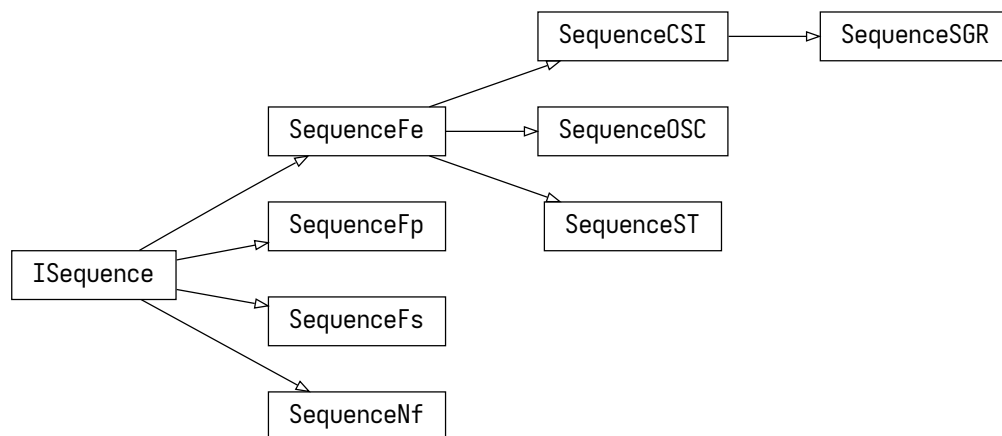 SequenceCSI
SequenceSGR
SequenceFe
SequenceOSC
SequenceFp
SequenceST
ISequence
SequenceFs
SequenceNf